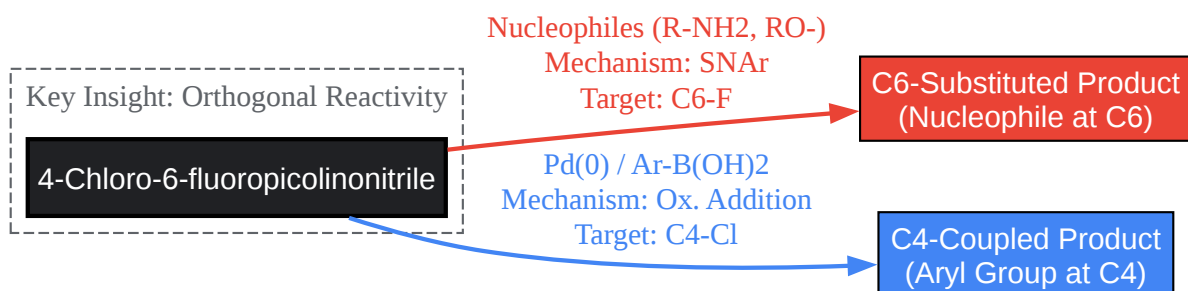 Nucleophiles (R-NH2, RO-)
Mechanism: SNAr
Target: C6-F
Key Insight: Orthogonal Reactivity
4-Chloro-6-fluoropicolinonitrile
C6-Substituted Product
(Nucleophile at C6)
Pd(0) / Ar-B(OH)2
Mechanism: Ox. Addition
Target: C4-Cl
C4-Coupled Product
(Aryl Group at C4)